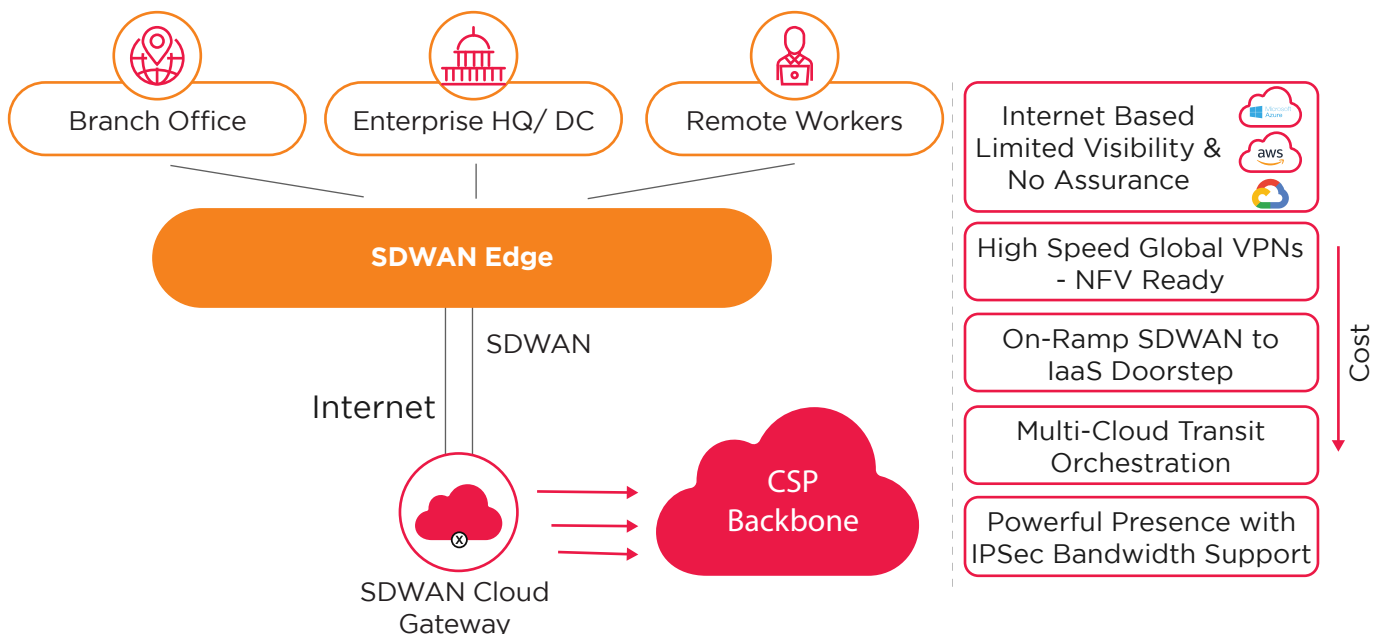 Branch Office
Enterprise HQ/ DC
Remote Workers
SDWAN Edge
SDWAN
Internet
X
SDWAN Cloud
Gateway
CSP
Backbone
Internet Based
Limited Visibility &
No Assurance
Microsoft
Azure
aws
High Speed Global VPNs
- NFV Ready
On-Ramp SDWAN to
IaaS Doorstep
Multi-Cloud Transit
Orchestration
Powerful Presence with
IPSec Bandwidth Support
Cost